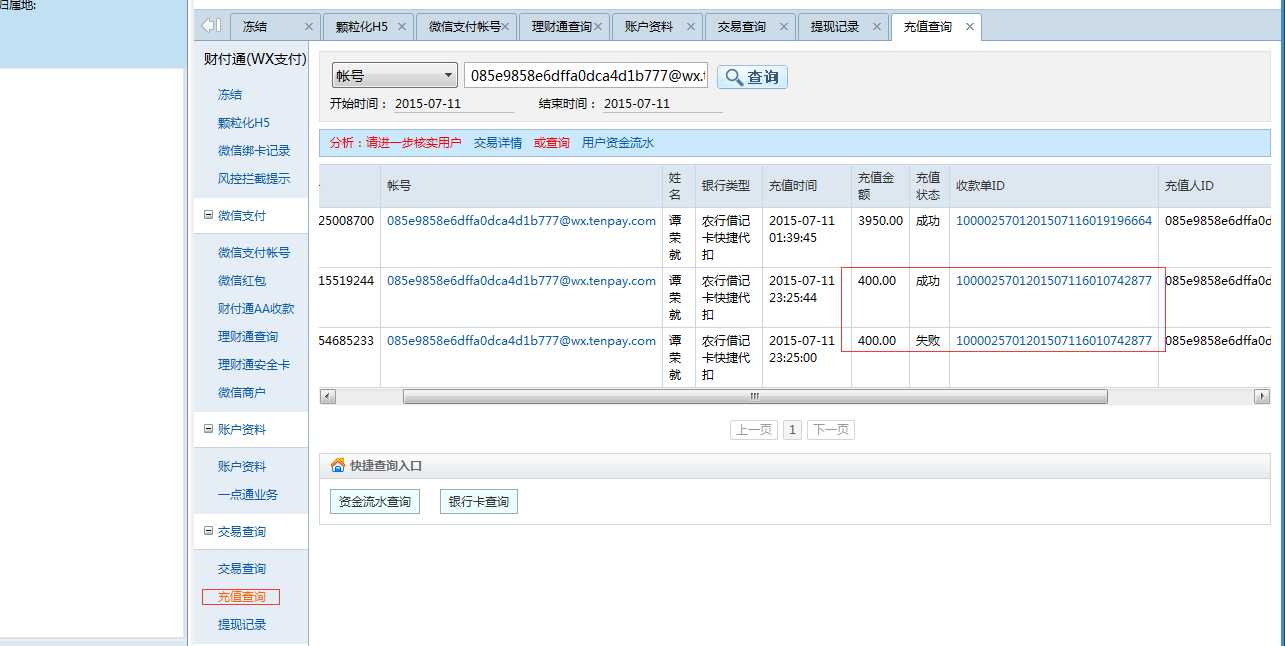 归属地:
冻结 颗粒化H5 微信支付帐号 理财通查询 账户资料 交易查询 提现记录 充值查询
财付通(WX支付)
冻结
颗粒化H5
微信绑卡记录
风控拦截提示
微信支付
微信支付帐号
微信红包
财付通AA收款
理财通查询
理财通安全卡
微信商户
账户资料
账户资料
一点通业务
交易查询
交易查询
充值查询
提现记录
帐号 085e9858e6dffa0dca4d1b777@wx.t 查询
开始时间： 2015-07-11 结束时间： 2015-07-11
分析：请进一步核实用户 交易详情 或查询 用户资金流水
帐号 姓名 银行类型 充值时间 充值金额 充值状态 收款单ID 充值人ID
25008700 085e9858e6dffa0dca4d1b777@wx.tenpay.com 谭荣就 农行借记卡快捷代扣 2015-07-11 01:39:45 3950.00 成功 1000025701201507116019196664 085e9858e6dffa0d
15519244 085e9858e6dffa0dca4d1b777@wx.tenpay.com 谭荣就 农行借记卡快捷代扣 2015-07-11 23:25:44 400.00 成功 1000025701201507116010742877 085e9858e6dffa0d
54685233 085e9858e6dffa0dca4d1b777@wx.tenpay.com 谭荣就 农行借记卡快捷代扣 2015-07-11 23:25:00 400.00 失败 1000025701201507116010742877 085e9858e6dffa0d
上一页 1 下一页
快捷查询入口
资金流水查询 银行卡查询